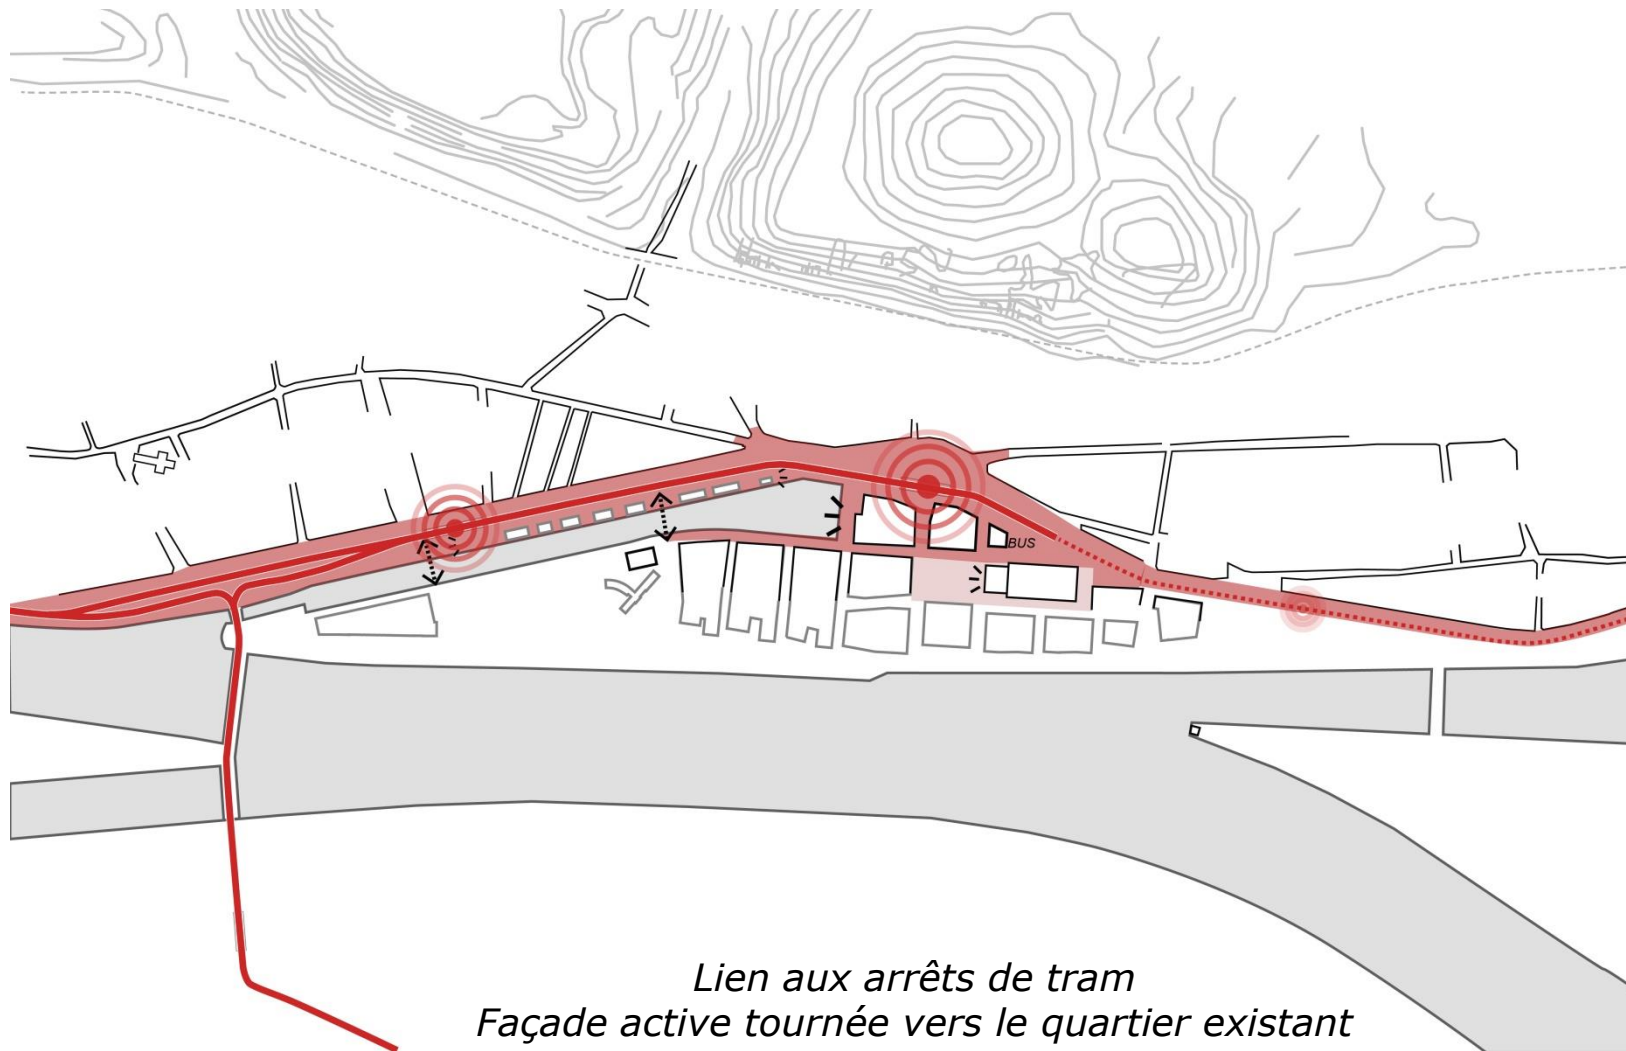 BUS
Lien aux arrêts de tram
Façade active tournée vers le quartier existant